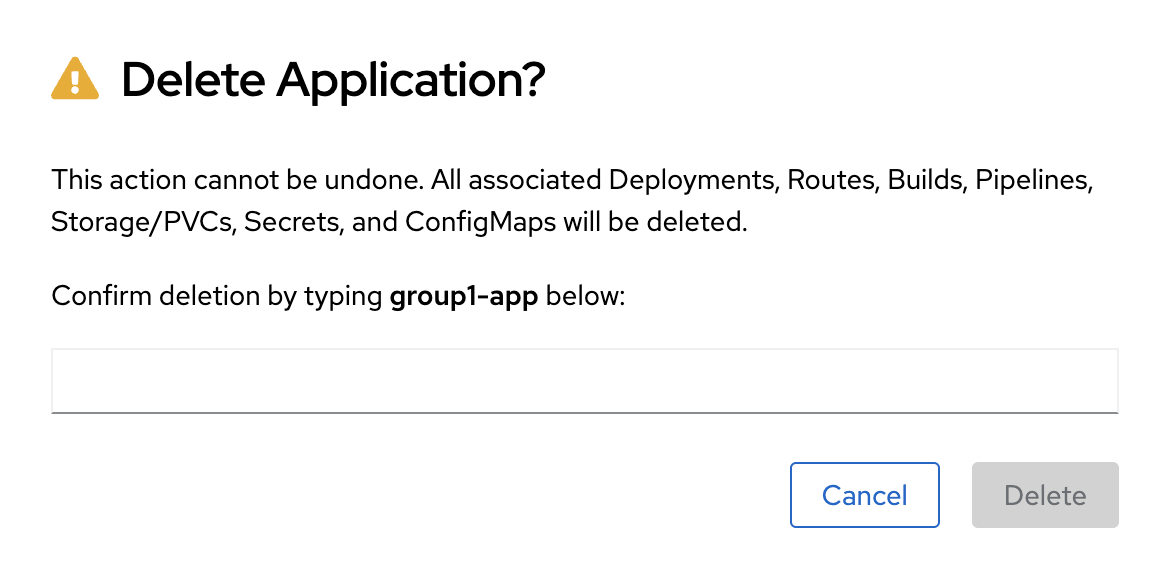 Delete Application?
This action cannot be undone. All associated Deployments, Routes, Builds, Pipelines,
Storage/PVCs, Secrets, and ConfigMaps will be deleted.
Confirm deletion by typing group1-app below:
Cancel Delete